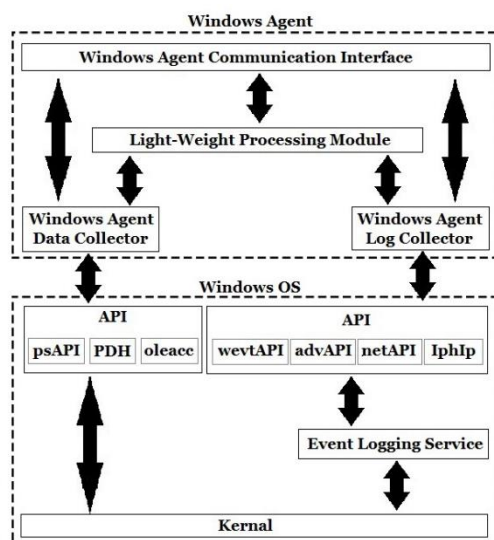 Windows Agent
Windows Agent Communication Interface
Light-Weight Processing Module
Windows Agent
Data Collector
Windows Agent
Log Collector
Windows OS
API
psAPI PDH oleacc
API
wevtAPI advAPI netAPI IphIp
Event Logging Service
Kernal